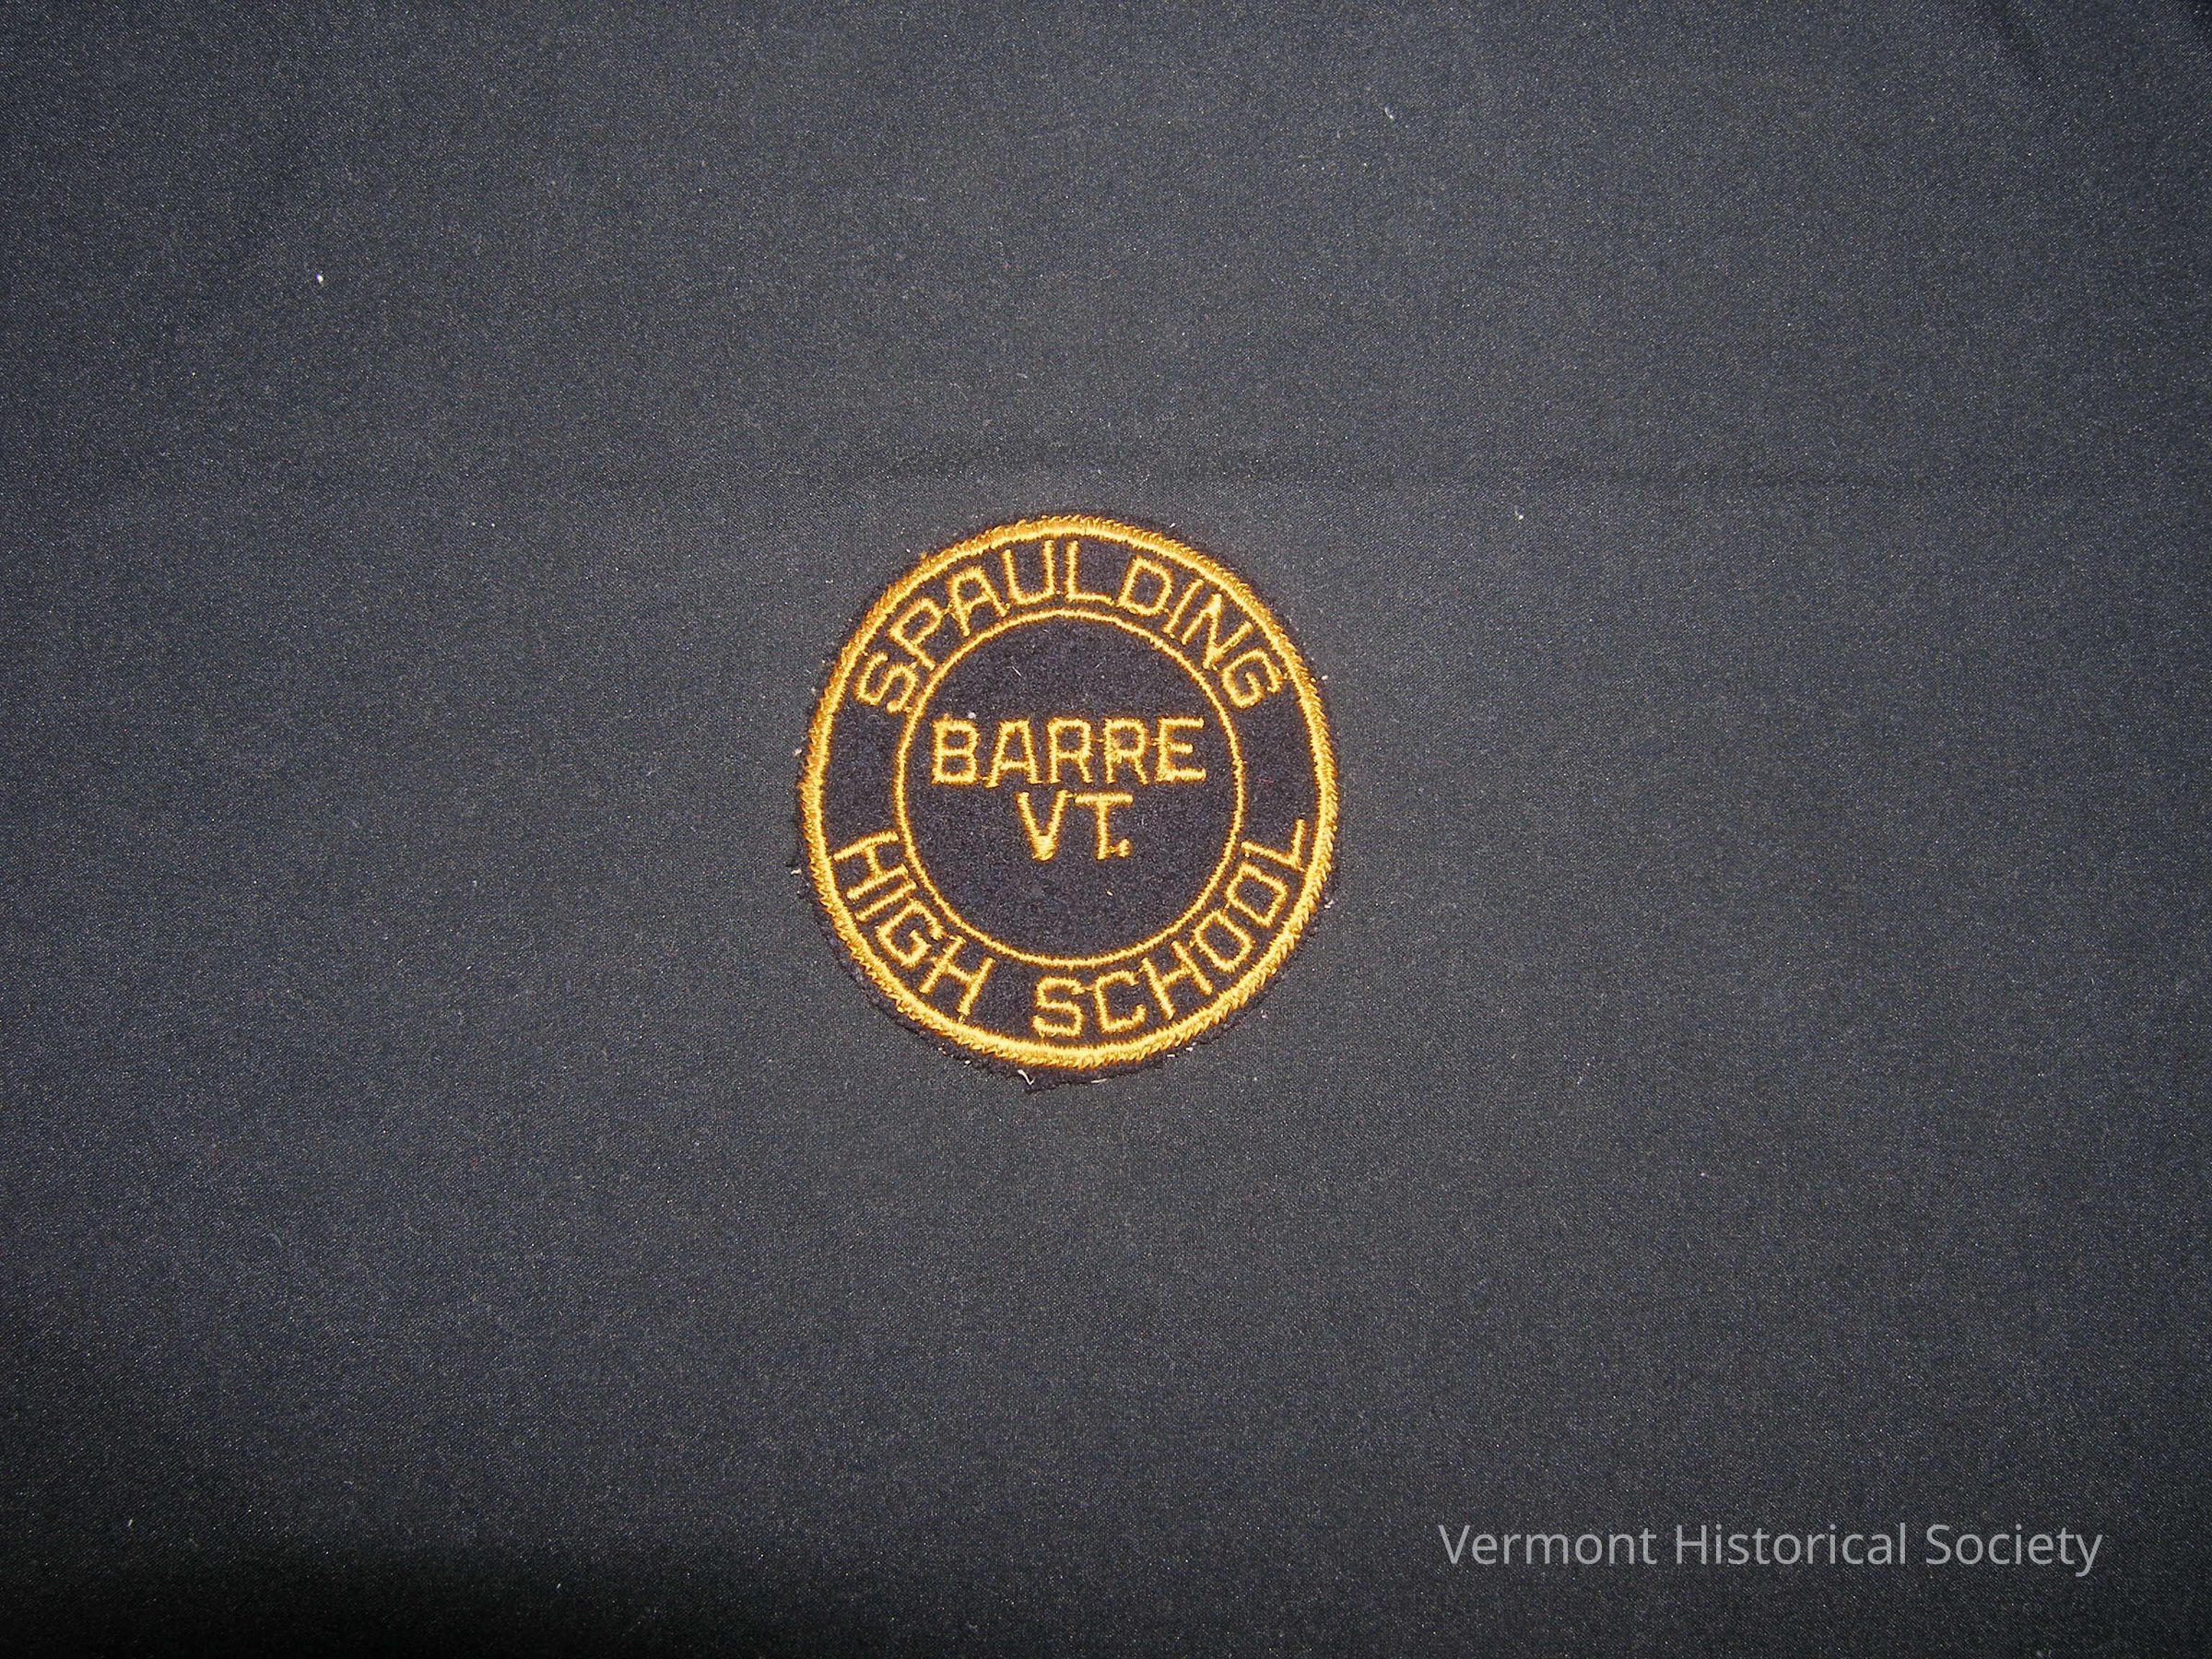 SPAULDING
BARRE
VT.
HIGH SCHOOL
Vermont Historical Society